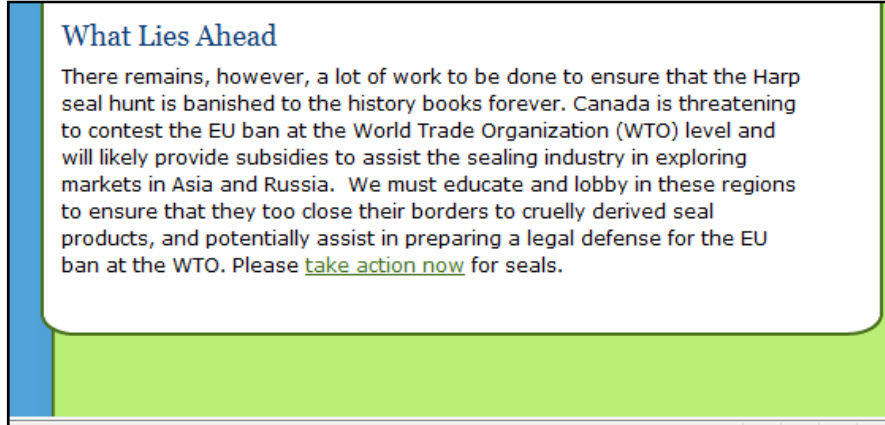 What Lies Ahead
There remains, however, a lot of work to be done to ensure that the Harp
seal hunt is banished to the history books forever. Canada is threatening
to contest the EU ban at the World Trade Organization (WTO) level and
will likely provide subsidies to assist the sealing industry in exploring
markets in Asia and Russia.  We must educate and lobby in these regions
to ensure that they too close their borders to cruelly derived seal
products, and potentially assist in preparing a legal defense for the EU
ban at the WTO. Please take action now for seals.